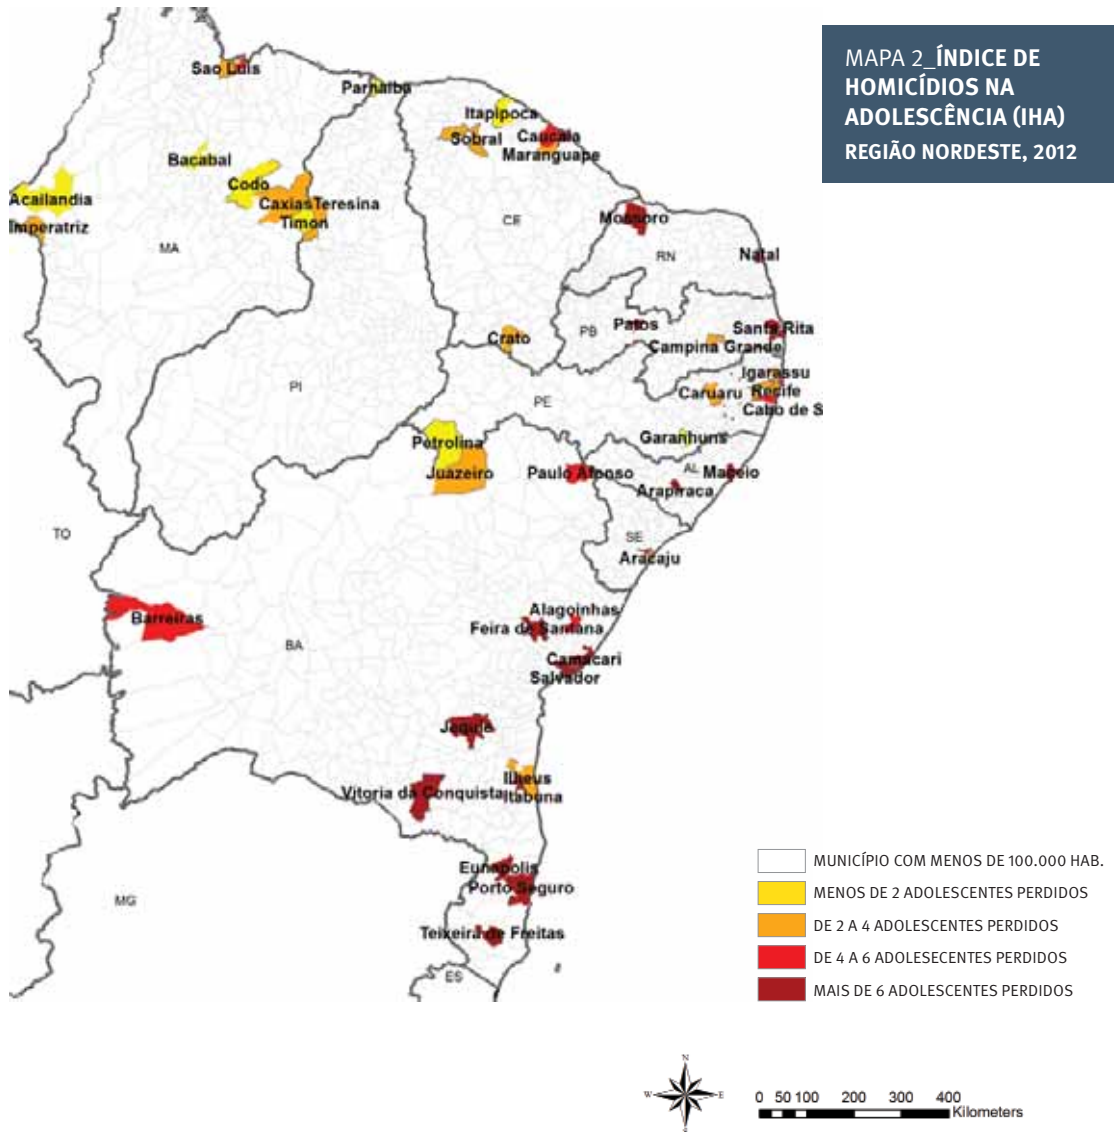 MAPA 2_ÍNDICE DE
HOMICÍDIOS NA
ADOLESCÊNCIA (IHA)
REGIÃO NORDESTE, 2012
Sao Luis
Parnaiba
Itapipoca
Sobral
Caucaia
Maranguape
Bacabal
Codo
Acailandia
Caxias
Teresina
Timon
Imperatriz
MA
CE
Mossoro
RN
Natal
PB
Patos
Santa Rita
Campina Grande
Crato
PI
Igarassu
Caruaru
Recife
Cabo de S
PE
Garanhuns
Petrolina
Juazeiro
Paulo Afonso
AL
Maceio
Arapiraca
TO
SE
Aracaju
Barreiras
Alagoinhas
Feira de Santana
BA
Camacari
Salvador
Jequie
Ilheus
Vitoria da Conquista
Itabuna
Eunapolis
Porto Seguro
MG
Teixeira de Freitas
ES
MUNICÍPIO COM MENOS DE 100.000 HAB.
MENOS DE 2 ADOLESCENTES PERDIDOS
DE 2 A 4 ADOLESCENTES PERDIDOS
DE 4 A 6 ADOLESECENTES PERDIDOS
MAIS DE 6 ADOLESCENTES PERDIDOS
N
W E
S
0 50 100 200 300 400
Kilometers